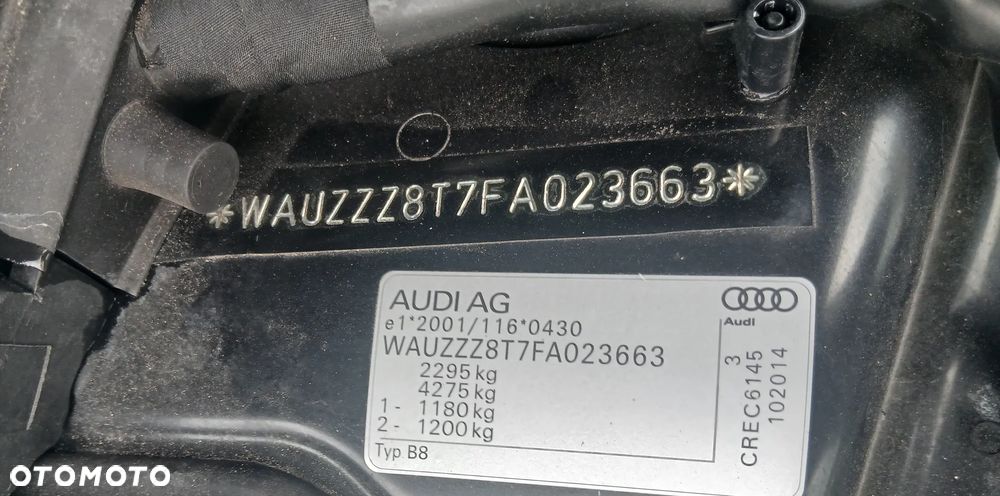 *WAUZZZ8T7FA023663*
AUDI AG
e1*2001/116*0430
WAUZZZ8T7FA023663
2295 kg
4275 kg
1 - 1180 kg
2 - 1200 kg
Typ B8
Audi
CREC6145 3
102014
OTOMOTO